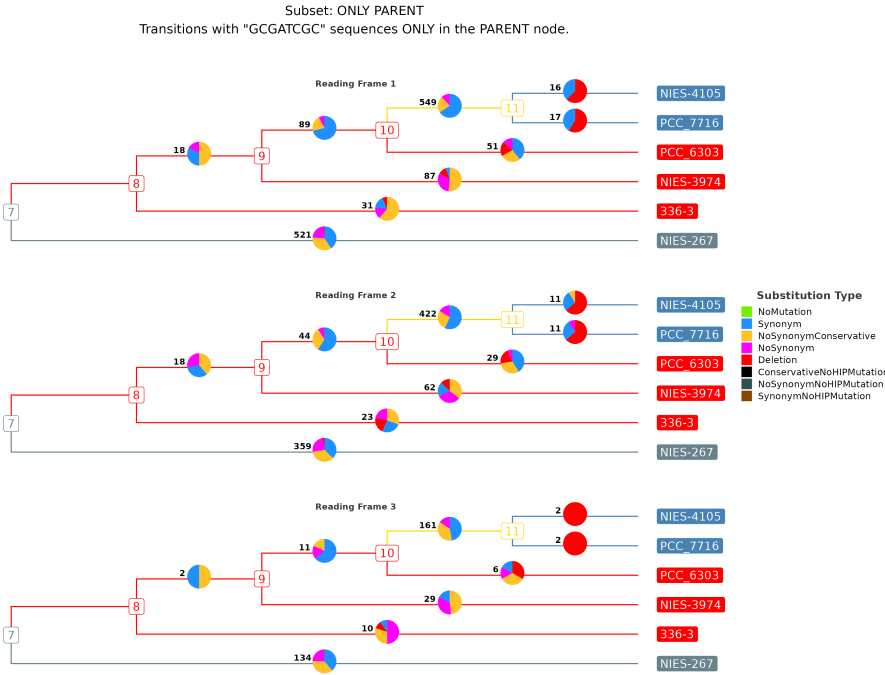 Subset: ONLY PARENT
Transitions with "GCGATCGC" sequences ONLY in the PARENT node.
Reading Frame 1
16
NIES-4105
549
11
17
PCC_7716
89
10
51
PCC_6303
18
9
87
NIES-3974
8
31
336-3
7
521
NIES-267
Reading Frame 2
11
NIES-4105
422
11
11
PCC_7716
44
10
29
PCC_6303
18
9
62
NIES-3974
8
23
336-3
7
359
NIES-267
Substitution Type
NoMutation
Synonym
NoSynonymConservative
NoSynonym
Deletion
ConservativeNoHIPMutation
NoSynonymNoHIPMutation
SynonymNoHIPMutation
Reading Frame 3
2
NIES-4105
161
11
2
PCC_7716
11
10
6
PCC_6303
2
9
29
NIES-3974
8
10
336-3
7
134
NIES-267